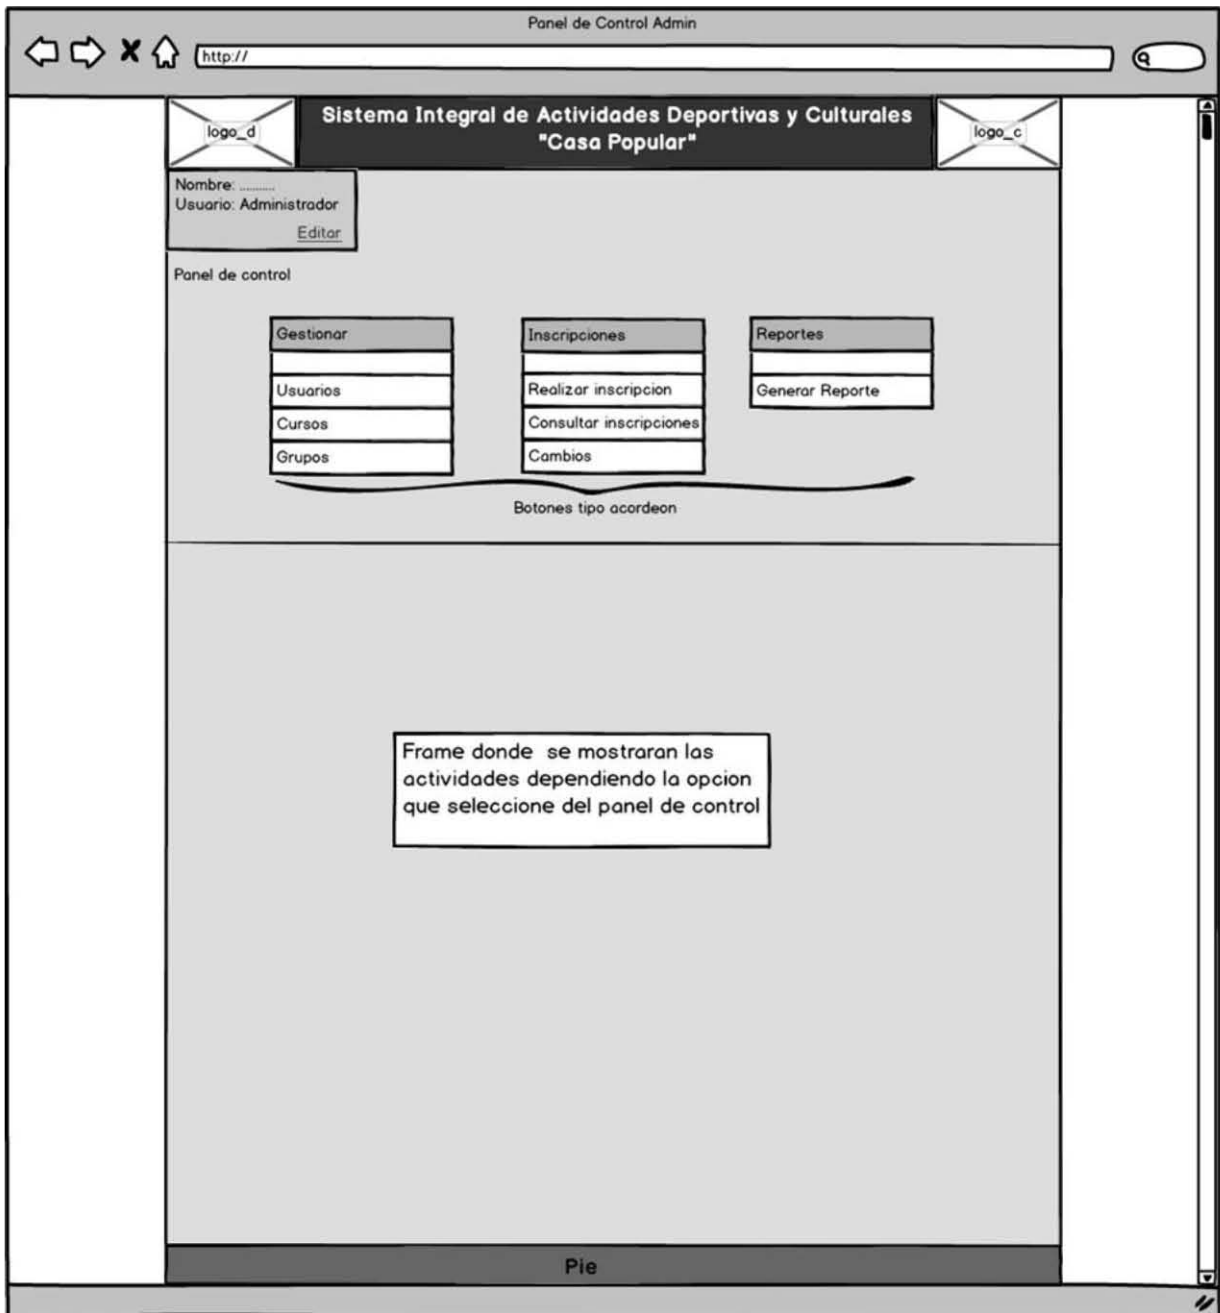 Panel de Control Admin
http://
logo_d
Sistema Integral de Actividades Deportivas y Culturales
"Casa Popular"
logo_c
Nombre: ..........
Usuario: Administrador
Editar
Panel de control
Gestionar
Usuarios
Cursos
Grupos
Inscripciones
Realizar inscripcion
Consultar inscripciones
Cambios
Reportes
Generar Reporte
Botones tipo acordeon
Frame donde  se mostraran las
actividades dependiendo la opcion
que seleccione del panel de control
Pie